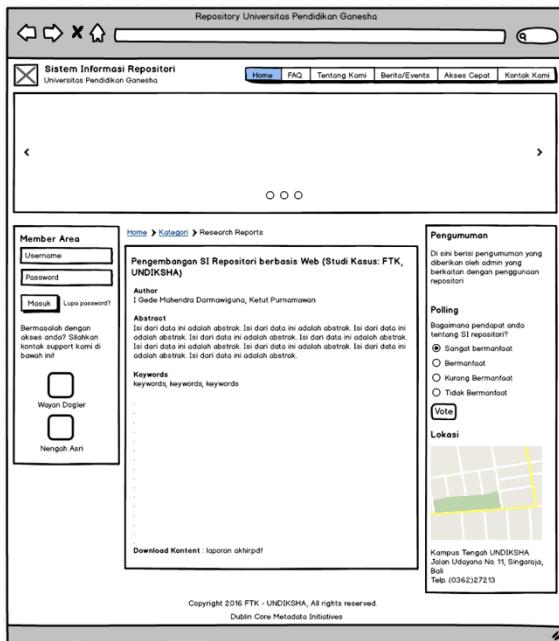 Repository Universitas Pendidikan Ganesha
Sistem Informasi Repositori
Universitas Pendidikan Ganesha
Home FAQ Tentang Kami Berita/Events Akses Cepat Kontak Kami
Member Area
Username
Password
Masuk Lupa password?
Bermasalah dengan
akses anda? Silahkan
kontak support kami di
bawah ini!
Wayan Dogler
Nengah Asri
Home > Kategori > Research Reports
Pengembangan SI Repositori berbasis Web (Studi Kasus: FTK,
UNDIKSHA)
Author
I Gede Mahendra Darmawiguna, Ketut Purnamawan
Abstract
Isi dari data ini adalah abstrak. Isi dari data ini adalah abstrak. Isi dari data ini
adalah abstrak. Isi dari data ini adalah abstrak. Isi dari data ini adalah abstrak.
Isi dari data ini adalah abstrak. Isi dari data ini adalah abstrak. Isi dari data ini
adalah abstrak. Isi dari data ini adalah abstrak.
Keywords
keywords, keywords, keywords
Download Kontent : laporan akhir.pdf
Pengumuman
Di sini berisi pengumuman yang
diberikan oleh admin yang
berkaitan dengan penggunaan
repositori
Polling
Bagaimana pendapat anda
tentang SI repositori?
Sangat bermanfaat
Bermanfaat
Kurang Bermanfaat
Tidak Bermanfaat
Vote
Lokasi
Kampus Tengah UNDIKSHA
Jalan Udayana No. 11, Singaraja,
Bali
Telp. (0362)27213
Copyright 2016 FTK - UNDIKSHA, All rights reserved.
Dublin Core Metadata Initiatives